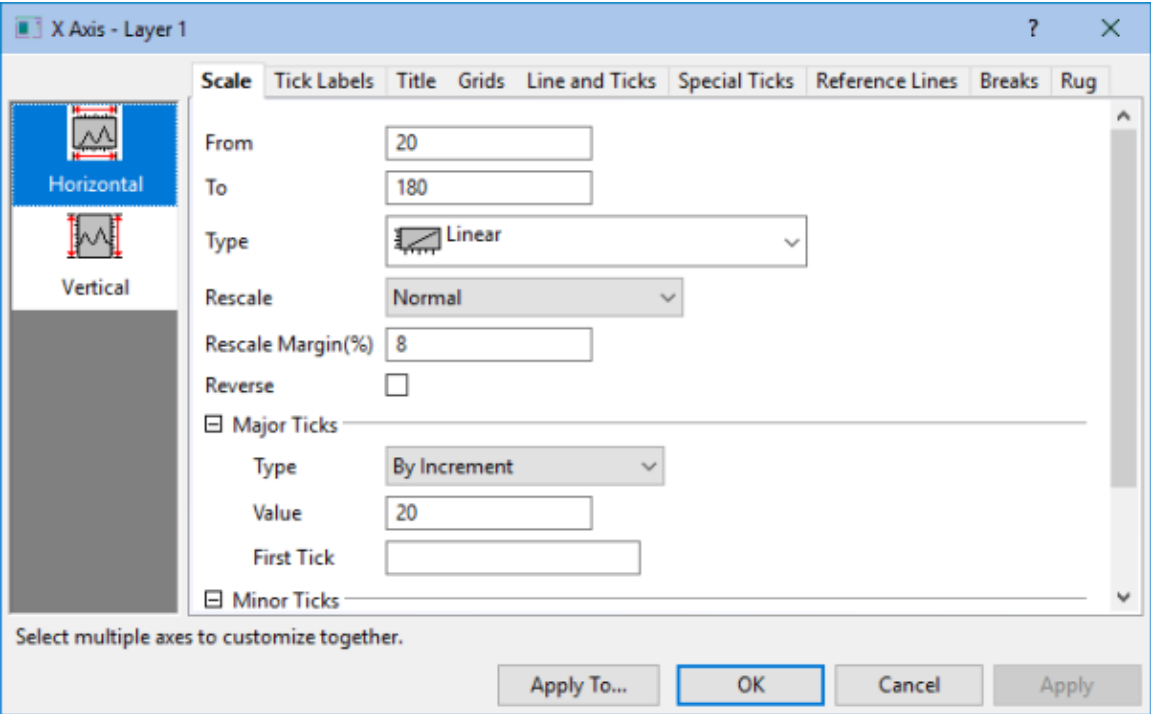 X Axis - Layer 1 ?
Scale Tick Labels Title Grids Line and Ticks Special Ticks Reference Lines Breaks Rug
Horizontal
Vertical
From 20
To 180
Type Linear
Rescale Normal
Rescale Margin(%) 8
Reverse
Major Ticks
Type By Increment
Value 20
First Tick
Minor Ticks
Select multiple axes to customize together.
Apply To... OK Cancel Apply